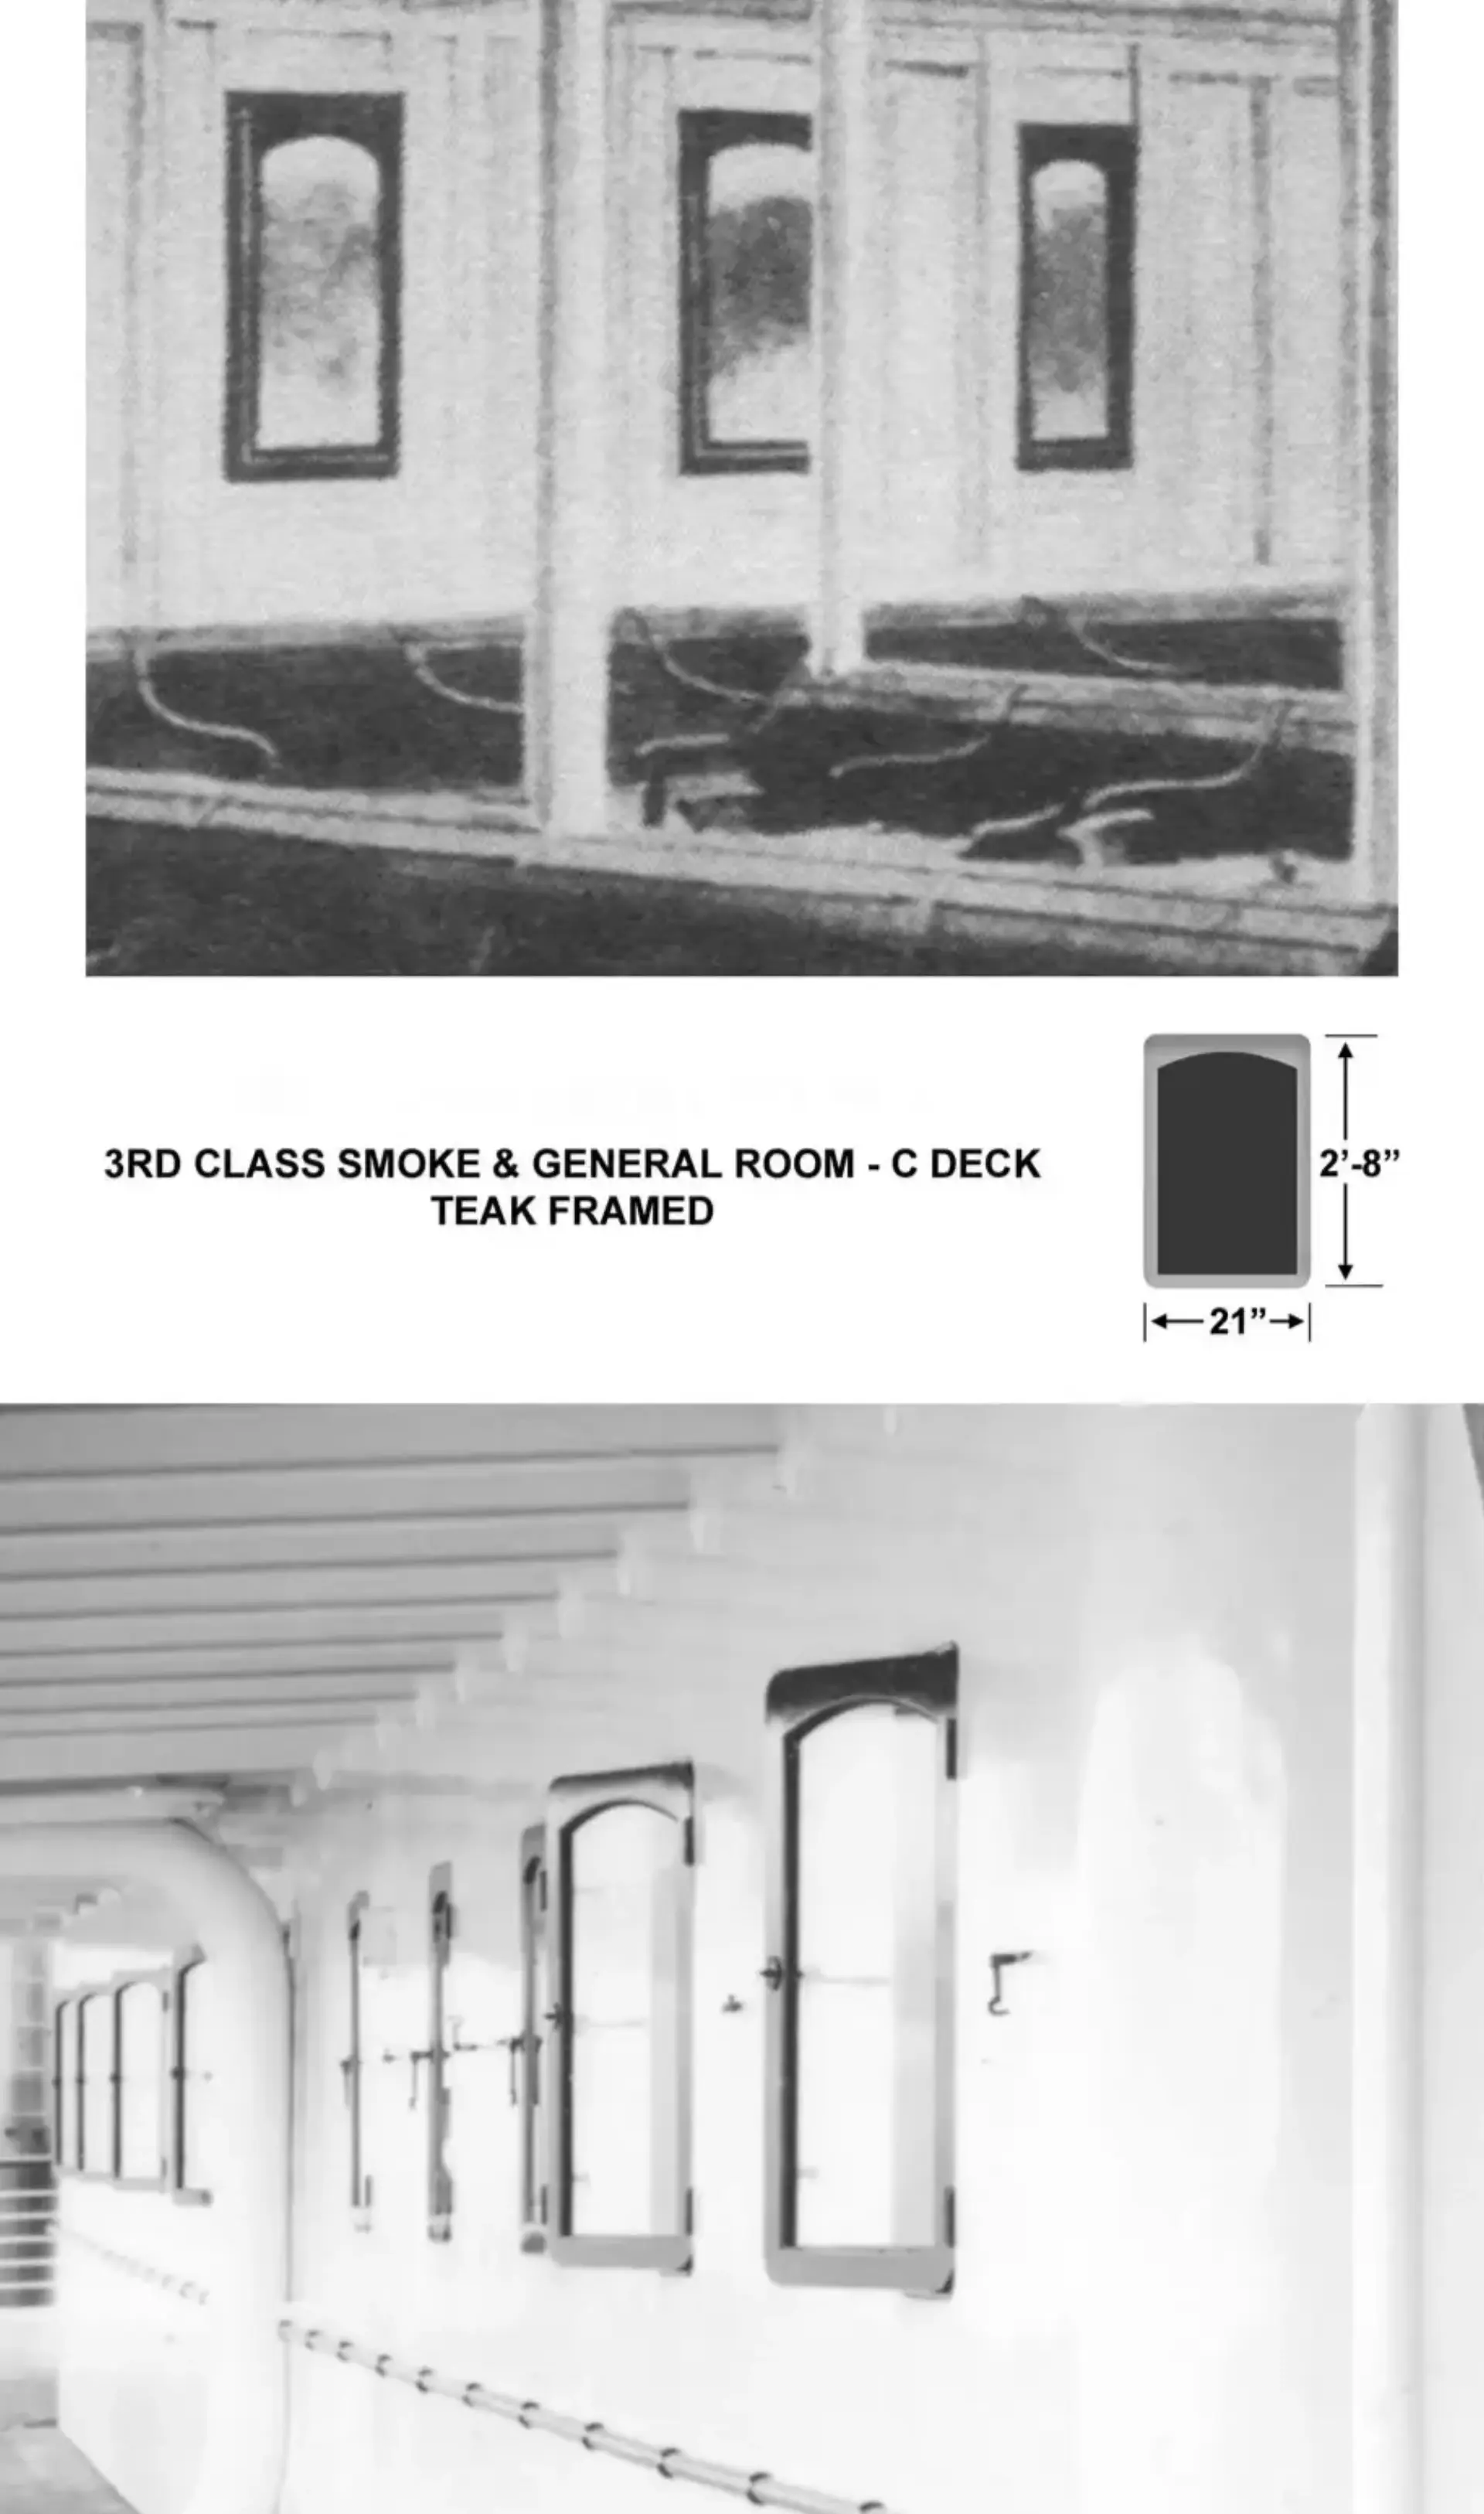 3RD CLASS SMOKE & GENERAL ROOM - C DECK
TEAK FRAMED
2’-8”
21”